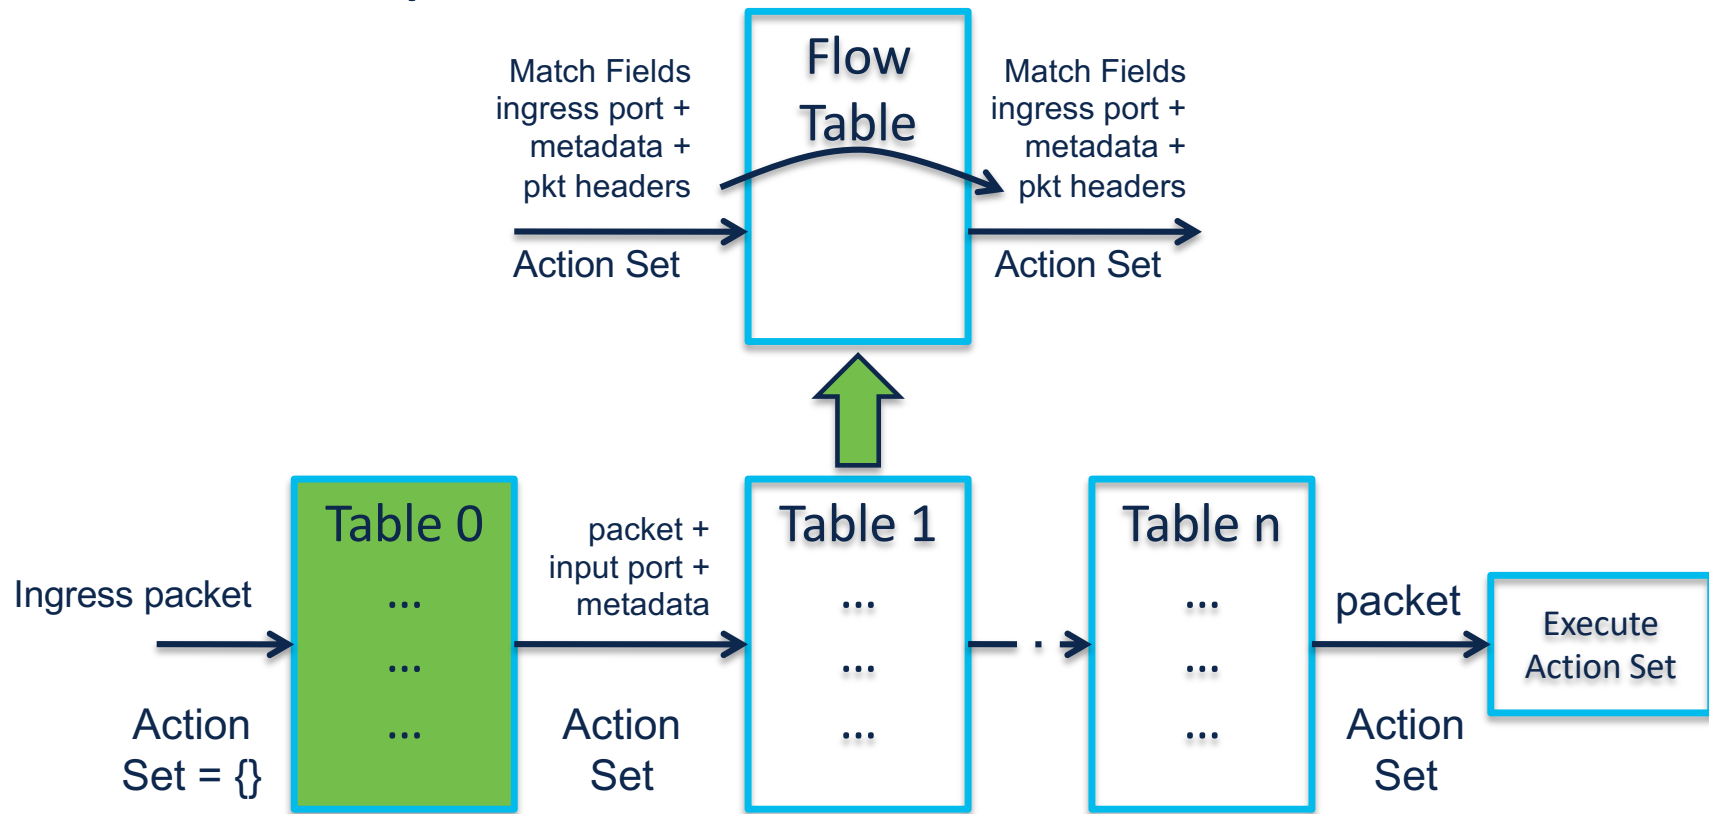 Flow
Table
Match Fields
ingress port +
metadata +
pkt headers
Action Set
Match Fields
ingress port +
metadata +
pkt headers
Action Set
Ingress packet
Action
Set = {}
Table 0
...
...
...
packet +
input port +
metadata
Action
Set
Table 1
...
...
...
Table n
...
...
...
packet
Action
Set
Execute
Action Set